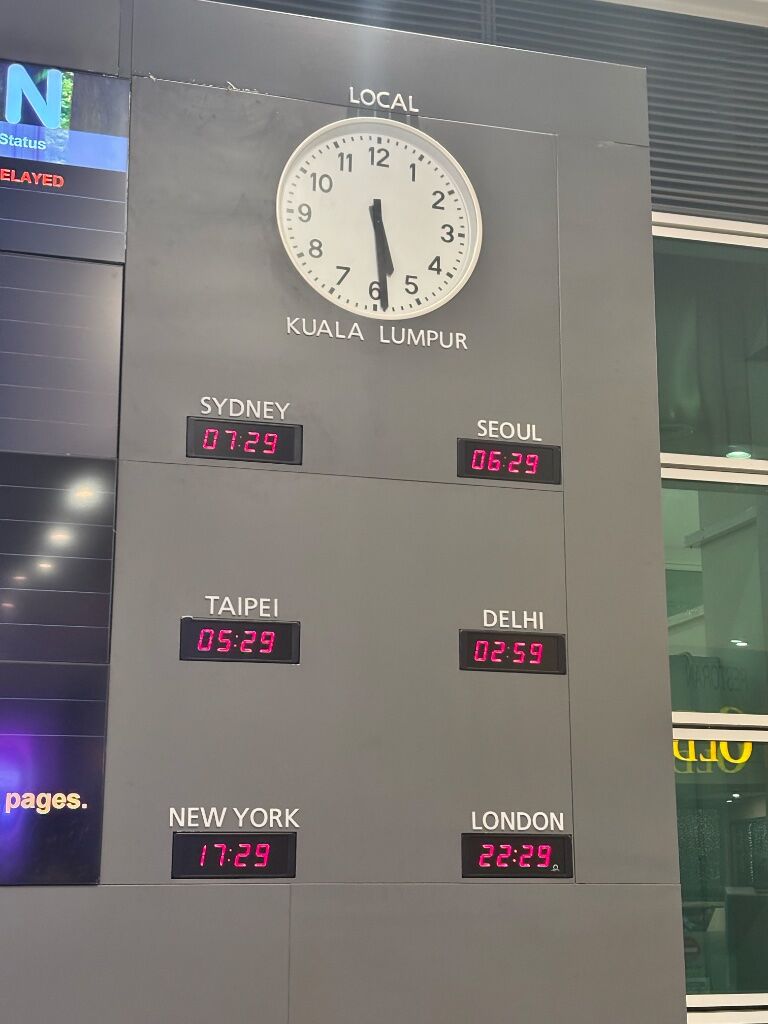 N
Status
ELAYED
LOCAL
12
1
2
3
4
5
6
7
8
9
10
11
KUALA LUMPUR
SYDNEY
07:29
SEOUL
06:29
TAIPEI
05:29
DELHI
02:59
NEW YORK
17:29
LONDON
22:29
pages.
OLD